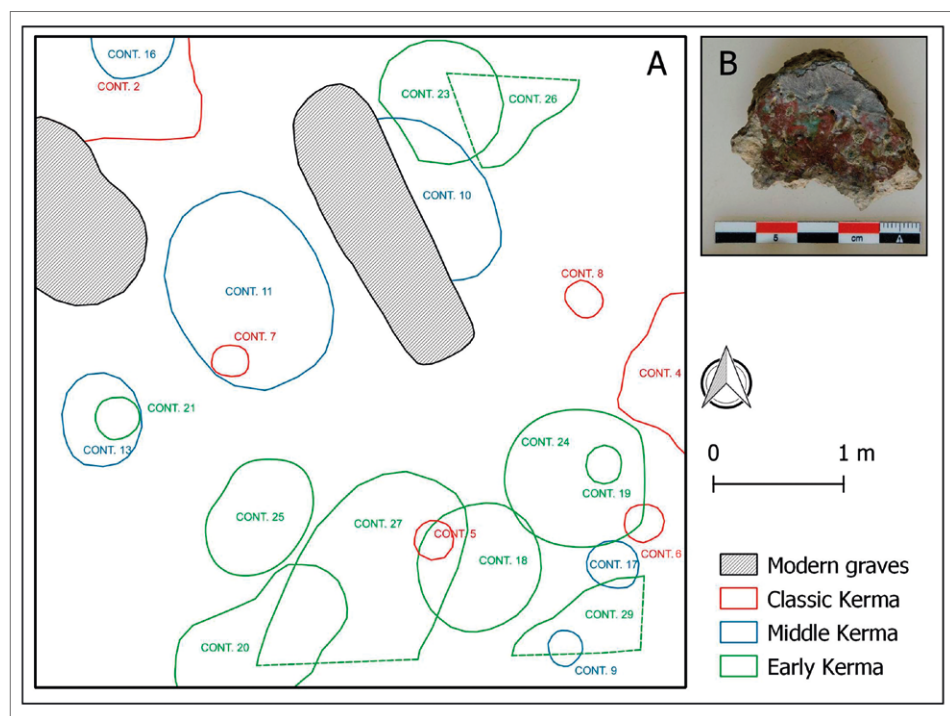 A
B
CONT. 16
CONT. 2
CONT. 23
CONT. 26
CONT. 10
CONT. 8
CONT. 11
CONT. 7
CONT. 4
CONT. 21
CONT. 13
CONT. 24
CONT. 19
CONT. 25
CONT. 27
CONT. 5
CONT. 6
CONT. 18
CONT. 17
CONT. 29
CONT. 20
CONT. 9
5 cm A
0 1 m
Modern graves
Classic Kerma
Middle Kerma
Early Kerma